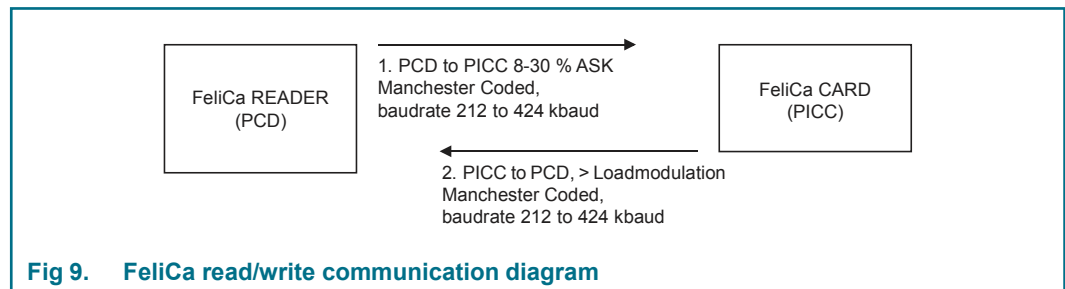 FeliCa READER
(PCD)
1. PCD to PICC 8-30 % ASK
Manchester Coded,
baudrate 212 to 424 kbaud
FeliCa CARD
(PICC)
2. PICC to PCD, > Loadmodulation
Manchester Coded,
baudrate 212 to 424 kbaud
Fig 9. FeliCa read/write communication diagram